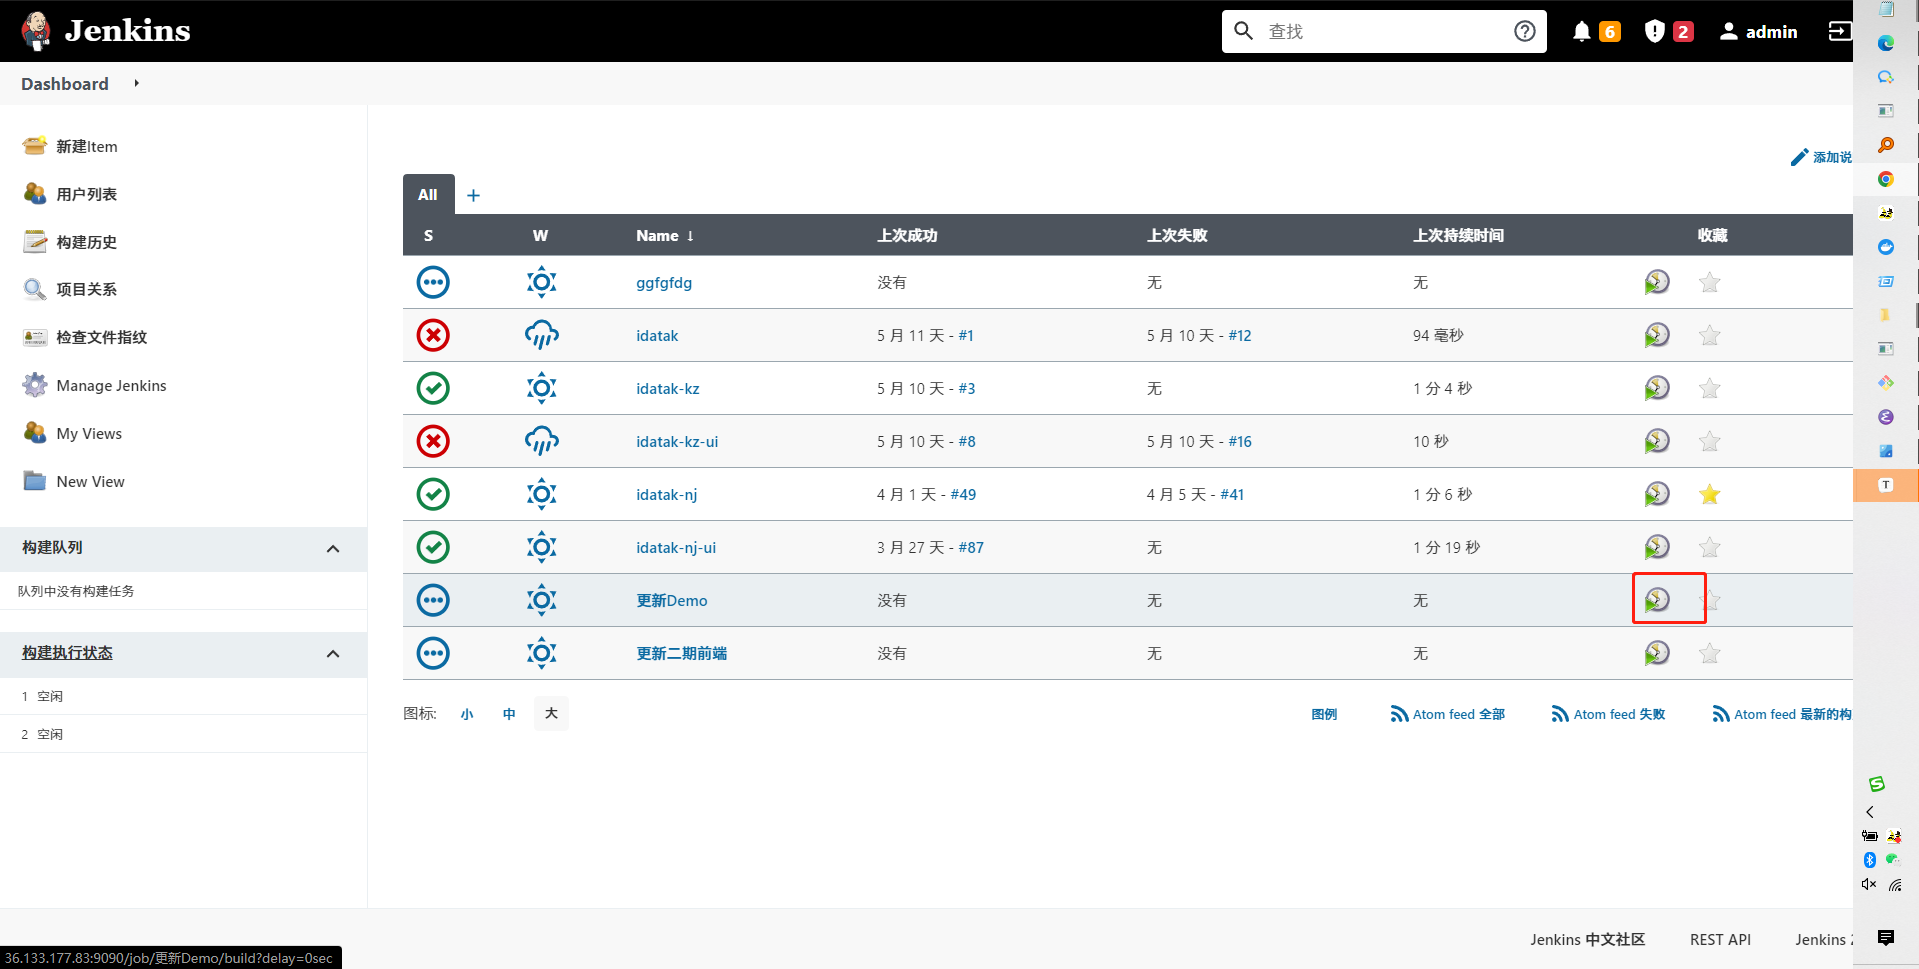 Jenkins
查找
6
2
admin
Dashboard
新建Item
用户列表
构建历史
项目关系
检查文件指纹
Manage Jenkins
My Views
New View
构建队列
队列中没有构建任务
构建执行状态
1 空闲
2 空闲
添加说
All +
S W Name ↓ 上次成功 上次失败 上次持续时间 收藏
ggfgfdg 没有 无 无
idatak 5 月 11 天 - #1 5 月 10 天 - #12 94 毫秒
idatak-kz 5 月 10 天 - #3 无 1 分 4 秒
idatak-kz-ui 5 月 10 天 - #8 5 月 10 天 - #16 10 秒
idatak-nj 4 月 1 天 - #49 4 月 5 天 - #41 1 分 6 秒
idatak-nj-ui 3 月 27 天 - #87 无 1 分 19 秒
更新Demo 没有 无 无
更新二期前端 没有 无 无
图标: 小 中 大
图例 Atom feed 全部 Atom feed 失败 Atom feed 最新的构
Jenkins 中文社区 REST API Jenkins 2
36.133.177.83:9090/job/更新Demo/build?delay=0sec
T